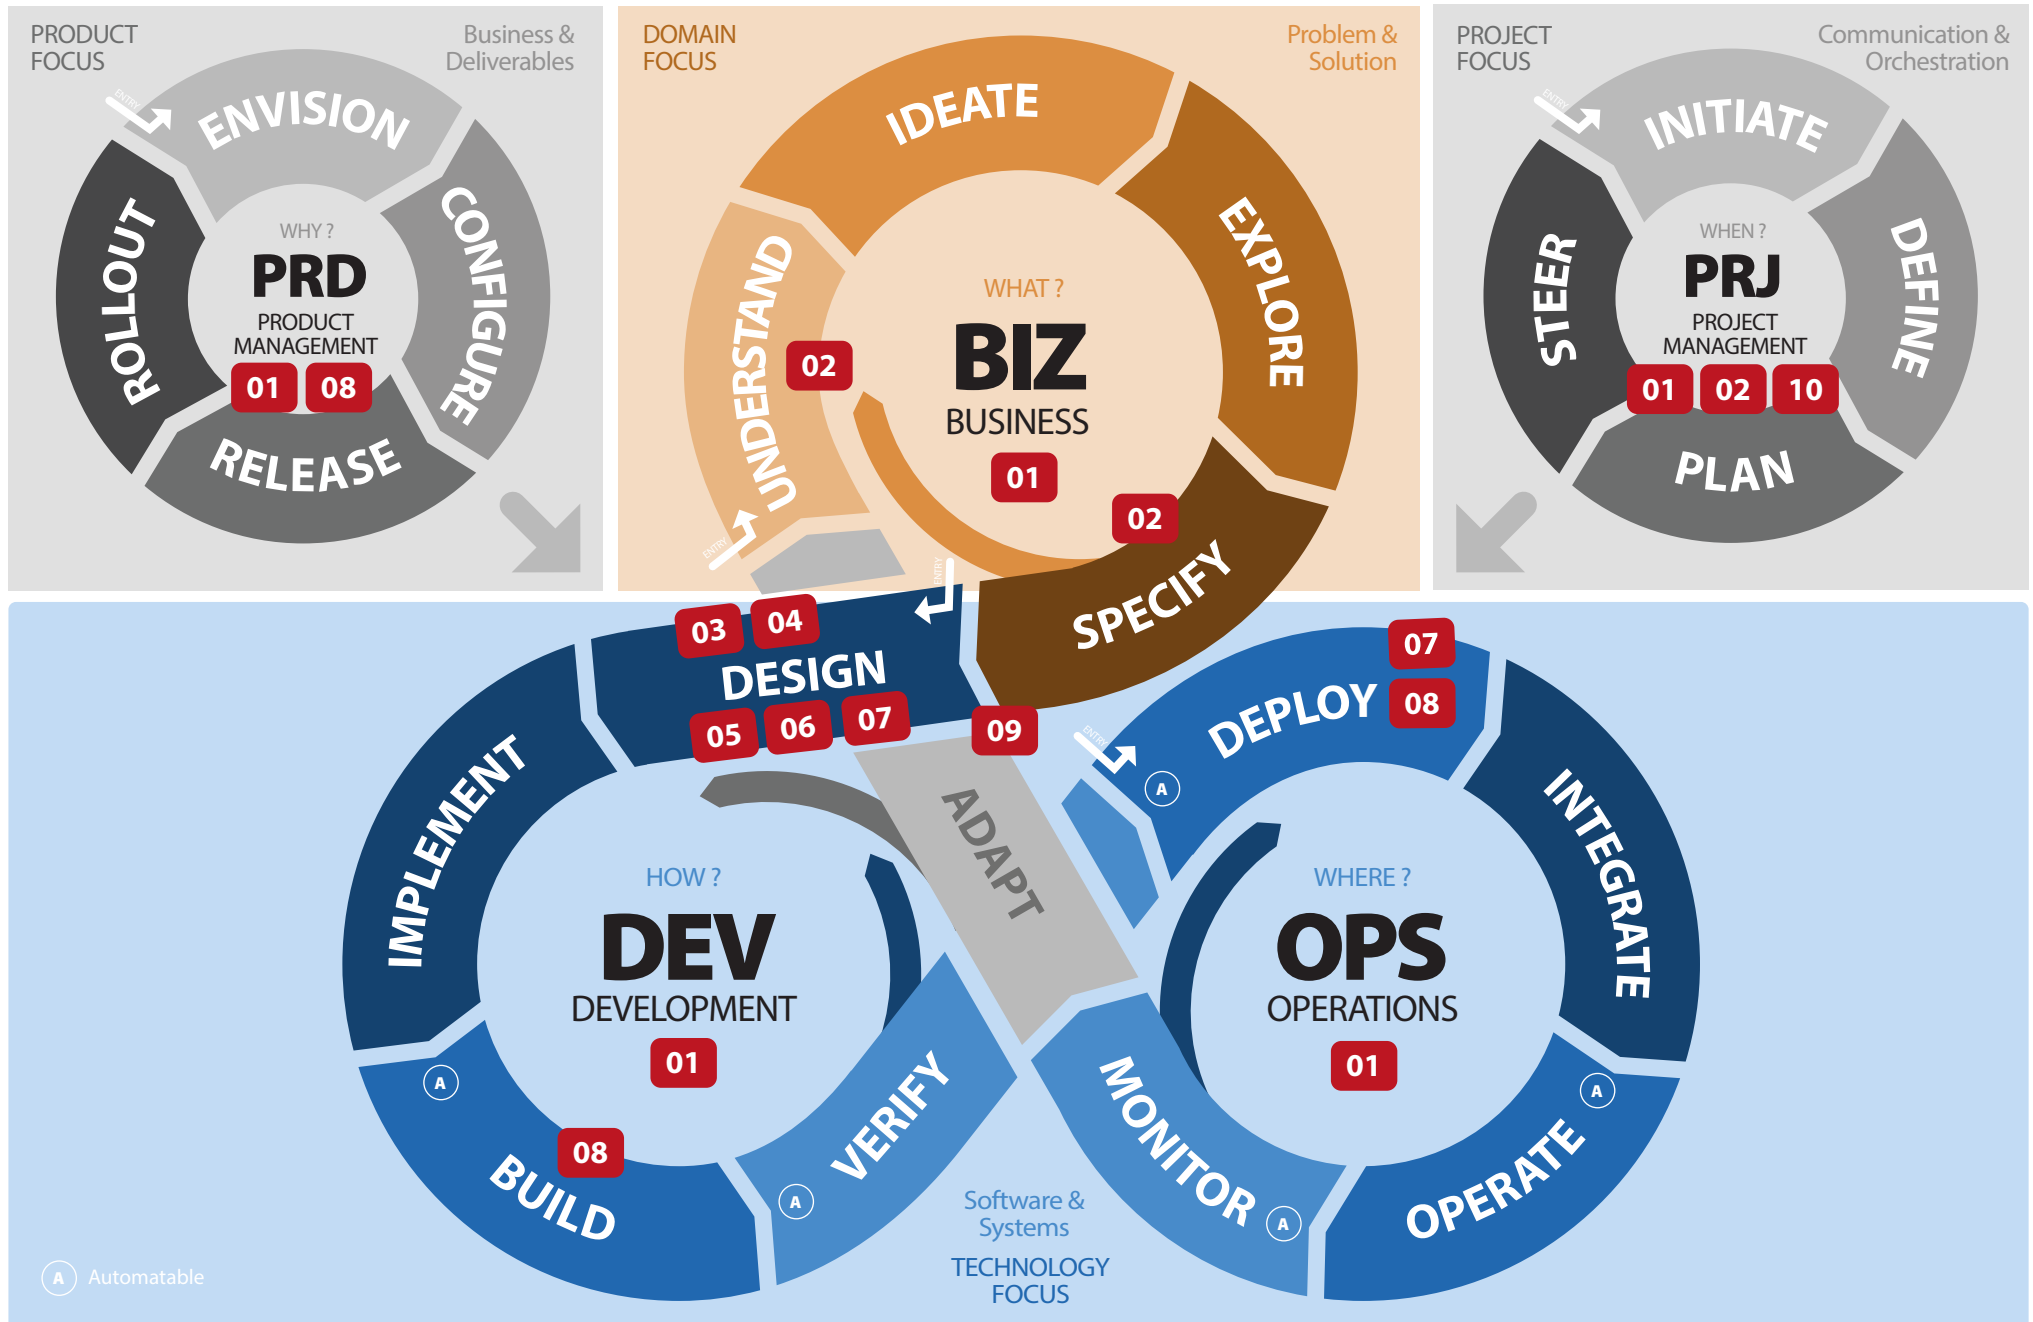 PRODUCT
FOCUS
Business &
Deliverables
ENTRY
ENVISION
CONFIGURE
RELEASE
ROLLOUT
WHY ?
PRD
PRODUCT
MANAGEMENT
01 08
DOMAIN
FOCUS
Problem &
Solution
IDEATE
EXPLORE
SPECIFY
UNDERSTAND
ENTRY
02
WHAT ?
BIZ
BUSINESS
01
02
PROJECT
FOCUS
Communication &
Orchestration
ENTRY
INITIATE
DEFINE
PLAN
STEER
WHEN ?
PRJ
PROJECT
MANAGEMENT
01 02 10
ENTRY
03 04
DESIGN
05 06 07
09
ADAPT
IMPLEMENT
BUILD
A
08
VERIFY
A
HOW ?
DEV
DEVELOPMENT
01
ENTRY
DEPLOY
A
07
08
INTEGRATE
OPERATE
A
MONITOR
A
WHERE ?
OPS
OPERATIONS
01
Software &
Systems
TECHNOLOGY
FOCUS
A Automatable